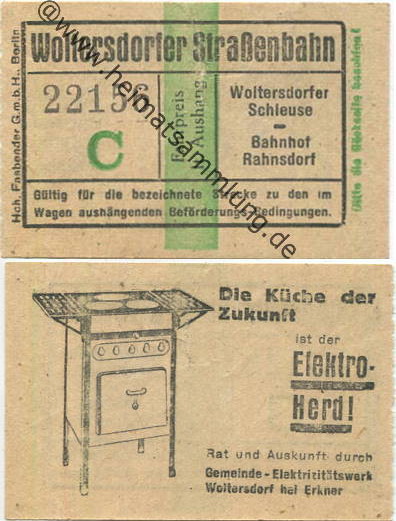 Hch. Faabender G.m.b.H., Berlin
Woltersdorfer Straßenbahn
22156
C
Fahrpreis
Aushang
Woltersdorfer
Schleuse
–
Bahnhof
Rahnsdorf
Bitte die Rückseite beachten!
Gültig für die bezeichnete Strecke zu den im
Wagen aushängenden Beförderungs-Bedingungen.
@www.heimatsammlung.de
Die Küche der
Zukunft
ist der
Elektro-
Herd!
Rat und Auskunft durch
Gemeinde-Elektrizitätswerk
Woltersdorf bei Erkner